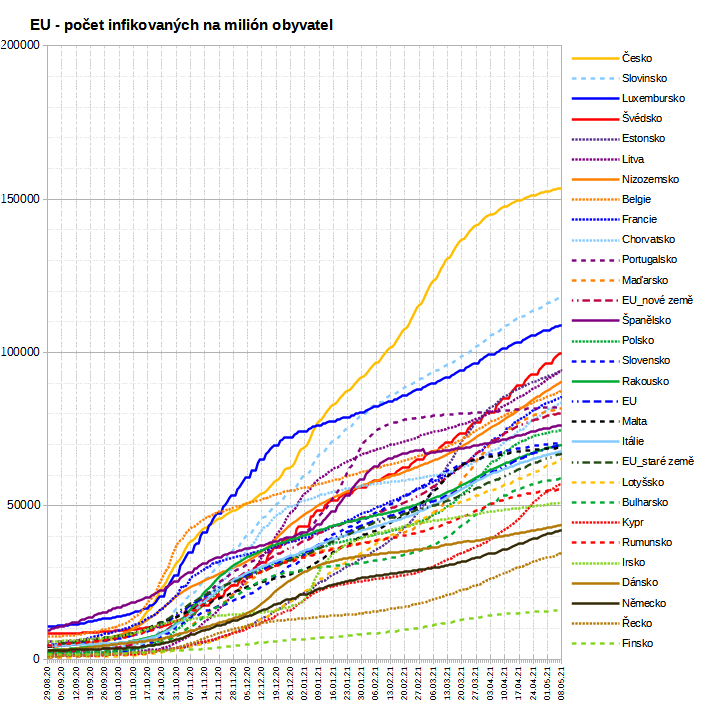 EU - počet infikovaných na milión obyvatel
200000
150000
100000
50000
0
Česko
Slovinsko
Luxembursko
Švédsko
Estonsko
Litva
Nizozemsko
Belgie
Francie
Chorvatsko
Portugalsko
Maďarsko
EU_nové země
Španělsko
Polsko
Slovensko
Rakousko
EU
Malta
Itálie
EU_staré země
Lotyšsko
Bulharsko
Kypr
Rumunsko
Irsko
Dánsko
Německo
Řecko
Finsko
29.08.20
05.09.20
12.09.20
19.09.20
26.09.20
03.10.20
10.10.20
17.10.20
24.10.20
31.10.20
07.11.20
14.11.20
21.11.20
28.11.20
05.12.20
12.12.20
19.12.20
26.12.20
02.01.21
09.01.21
16.01.21
23.01.21
30.01.21
06.02.21
13.02.21
20.02.21
27.02.21
06.03.21
13.03.21
20.03.21
27.03.21
03.04.21
10.04.21
17.04.21
24.04.21
01.05.21
08.05.21